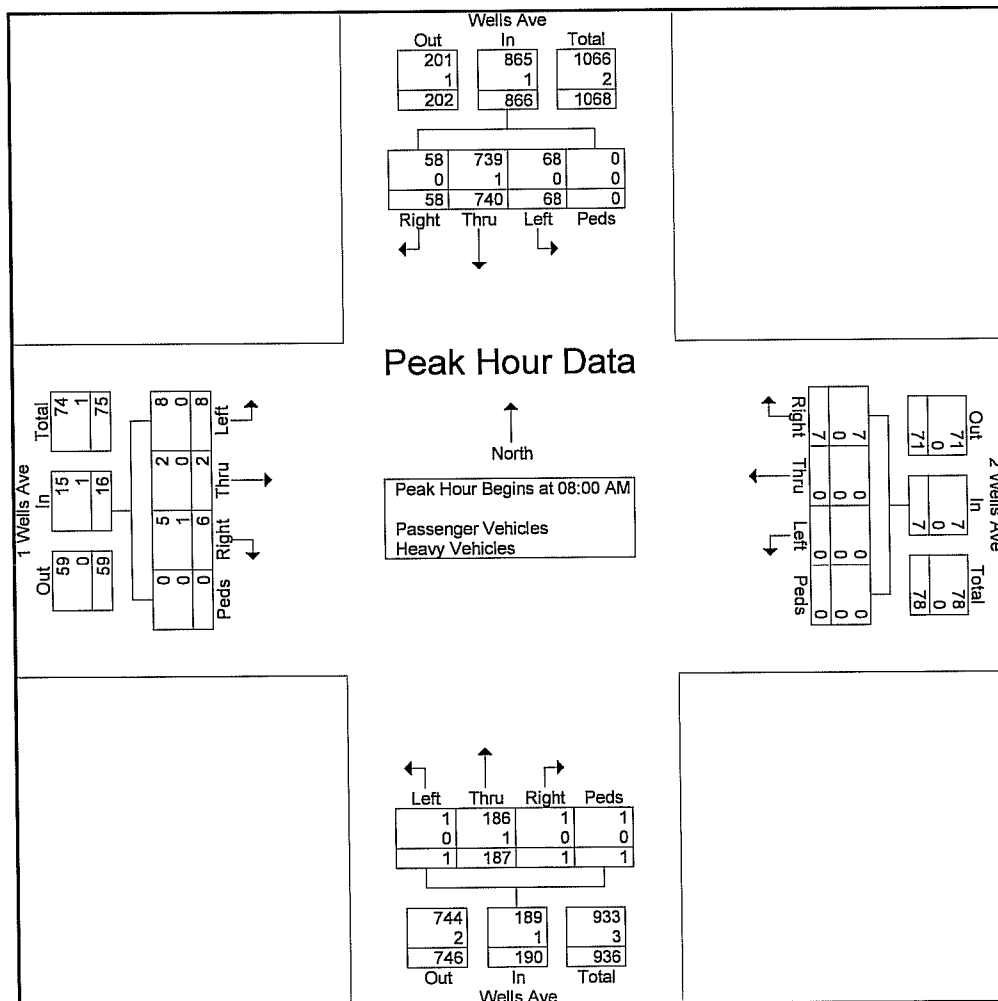 Wells Ave
Out In Total
201 865 1066
1 1 2
202 866 1068
58 739 68 0
0 1 0 0
58 740 68 0
Right Thru Left Peds
Peak Hour Data
North
Peak Hour Begins at 08:00 AM
Passenger Vehicles
Heavy Vehicles
1 Wells Ave
Out In Total
59 15 74
0 1 1
59 16 75
Peds Right Thru Left
0 5 2 8
0 1 0 0
0 6 2 8
2 Wells Ave
Out In Total
71 7 78
0 0 0
71 7 78
Right Thru Left Peds
7 0 0 0
0 0 0 0
7 0 0 0
Left Thru Right Peds
1 186 1 1
0 1 0 0
1 187 1 1
744 189 933
2 1 3
746 190 936
Out In Total
Wells Ave